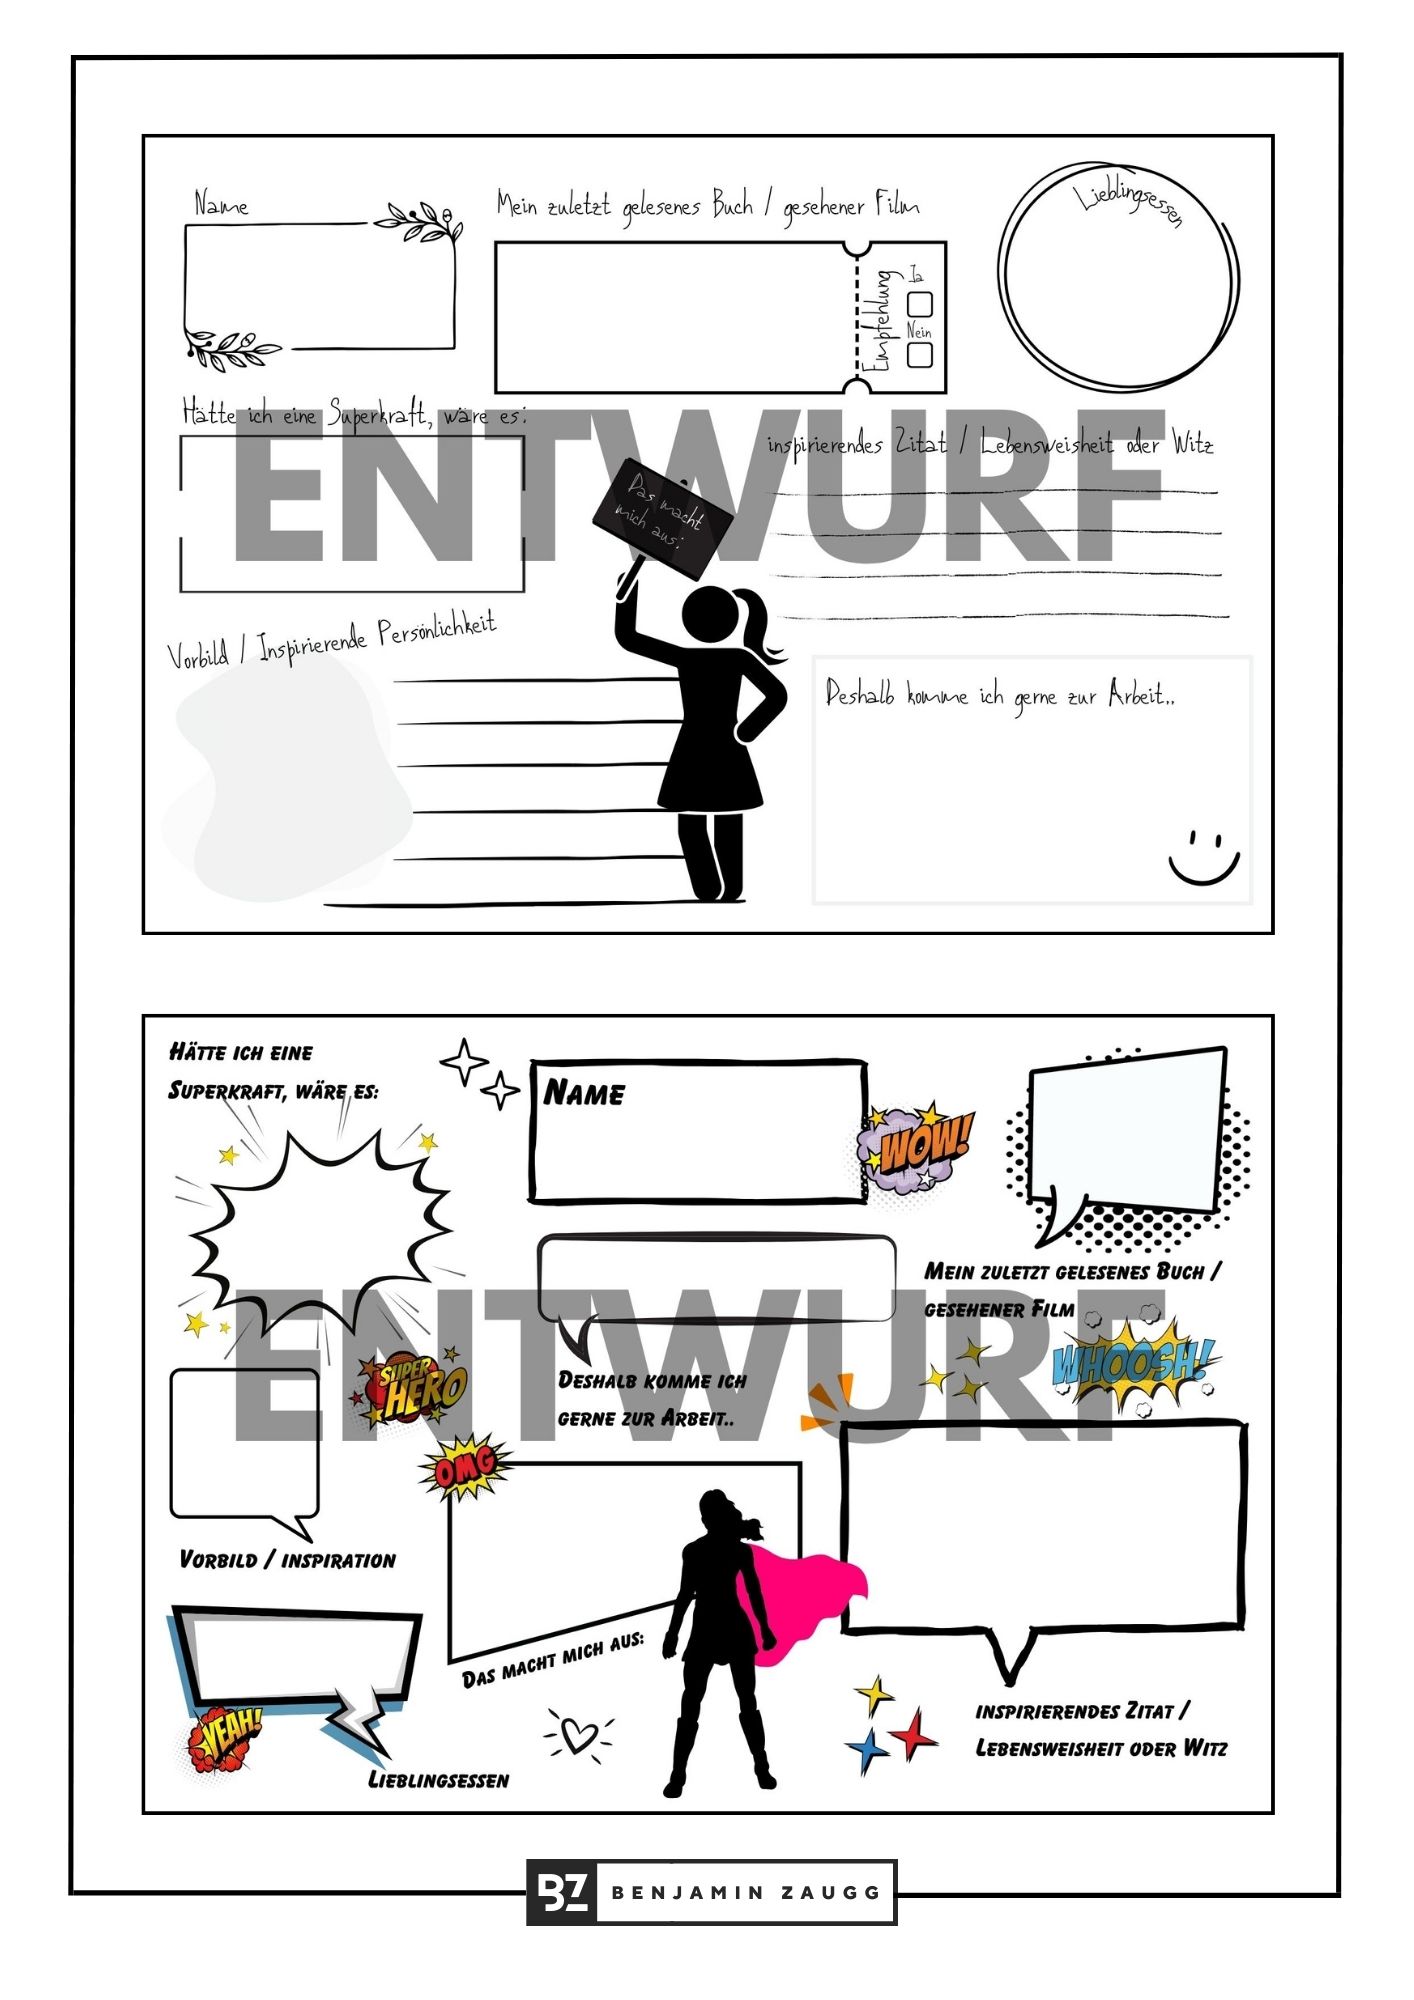 Name
Mein zuletzt gelesenes Buch / gesehener Film
Lieblingsessen
Empfehlung
Ja
Nein
Hätte ich eine Superkraft, wäre es:
ENTWURF
inspirierendes Zitat / Lebensweisheit oder Witz
Das macht
mich aus:
Vorbild / Inspirierende Persönlichkeit
Deshalb komme ich gerne zur Arbeit..
Hätte ich eine
Superkraft, wäre es:
Name
WOW!
Mein zuletzt gelesenes Buch /
gesehener Film
ENTWURF
WHOOSH!
SUPER
HERO
Deshalb komme ich
gerne zur Arbeit..
OMG
Vorbild / inspiration
Das macht mich aus:
YEAH!
Lieblingsessen
inspirierendes Zitat /
Lebensweisheit oder Witz
BZ
BENJAMIN ZAUGG